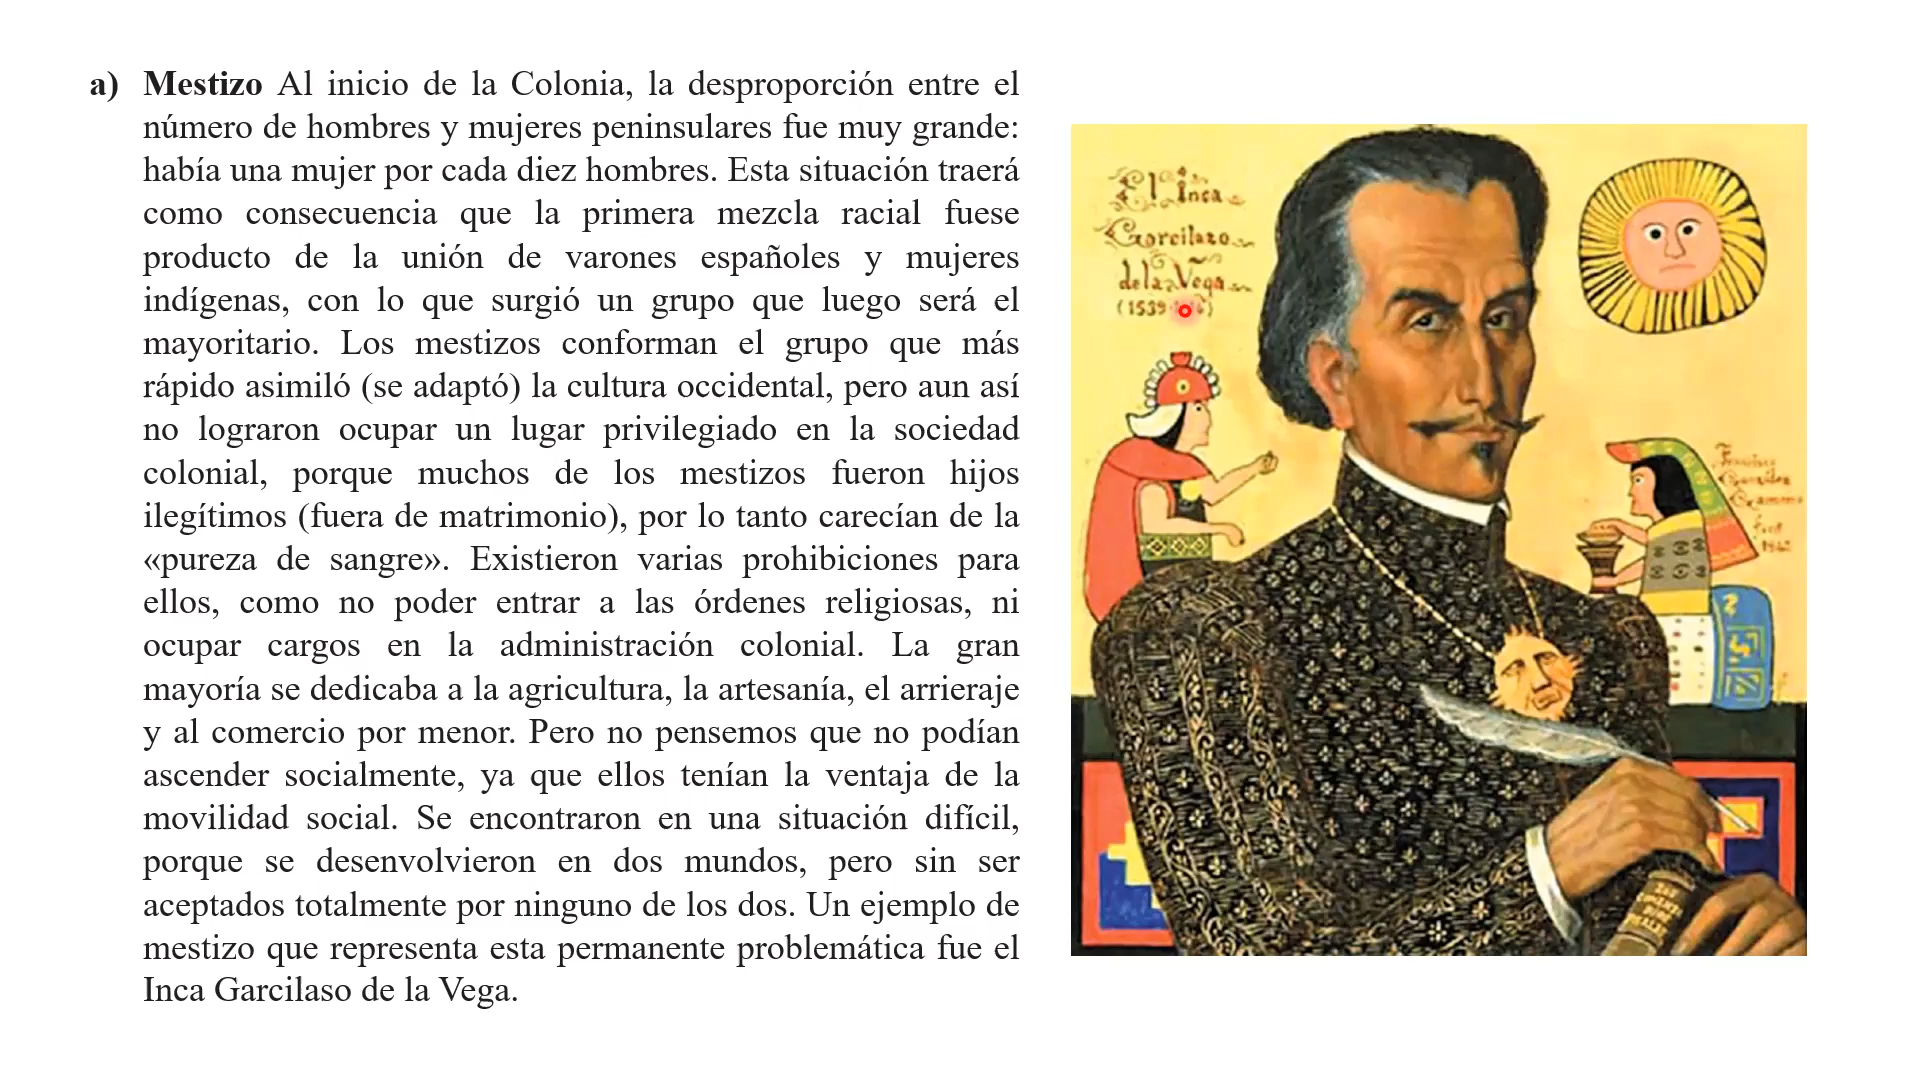 a) Mestizo Al inicio de la Colonia, la desproporción entre el
número de hombres y mujeres peninsulares fue muy grande:
había una mujer por cada diez hombres. Esta situación traerá
como consecuencia que la primera mezcla racial fuese
producto de la unión de varones españoles y mujeres
indígenas, con lo que surgió un grupo que luego será el
mayoritario. Los mestizos conforman el grupo que más
rápido asimiló (se adaptó) la cultura occidental, pero aun así
no lograron ocupar un lugar privilegiado en la sociedad
colonial, porque muchos de los mestizos fueron hijos
ilegítimos (fuera de matrimonio), por lo tanto carecían de la
«pureza de sangre». Existieron varias prohibiciones para
ellos, como no poder entrar a las órdenes religiosas, ni
ocupar cargos en la administración colonial. La gran
mayoría se dedicaba a la agricultura, la artesanía, el arrieraje
y al comercio por menor. Pero no pensemos que no podían
ascender socialmente, ya que ellos tenían la ventaja de la
movilidad social. Se encontraron en una situación difícil,
porque se desenvolvieron en dos mundos, pero sin ser
aceptados totalmente por ninguno de los dos. Un ejemplo de
mestizo que representa esta permanente problemática fue el
Inca Garcilaso de la Vega.
El Inca
Garcilazo
de la Vega
(1539
Francisco
González